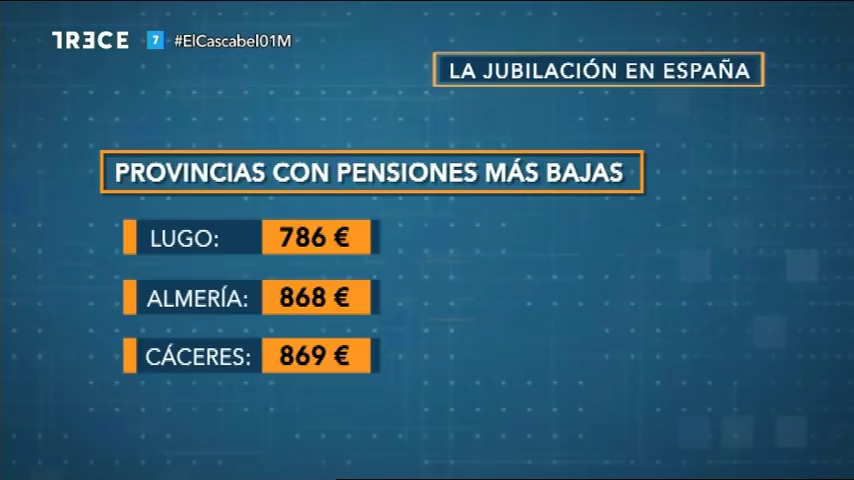 TRECE 7 #ElCascabel01M
LA JUBILACIÓN EN ESPAÑA
PROVINCIAS CON PENSIONES MÁS BAJAS
LUGO: 786 €
ALMERÍA: 868 €
CÁCERES: 869 €